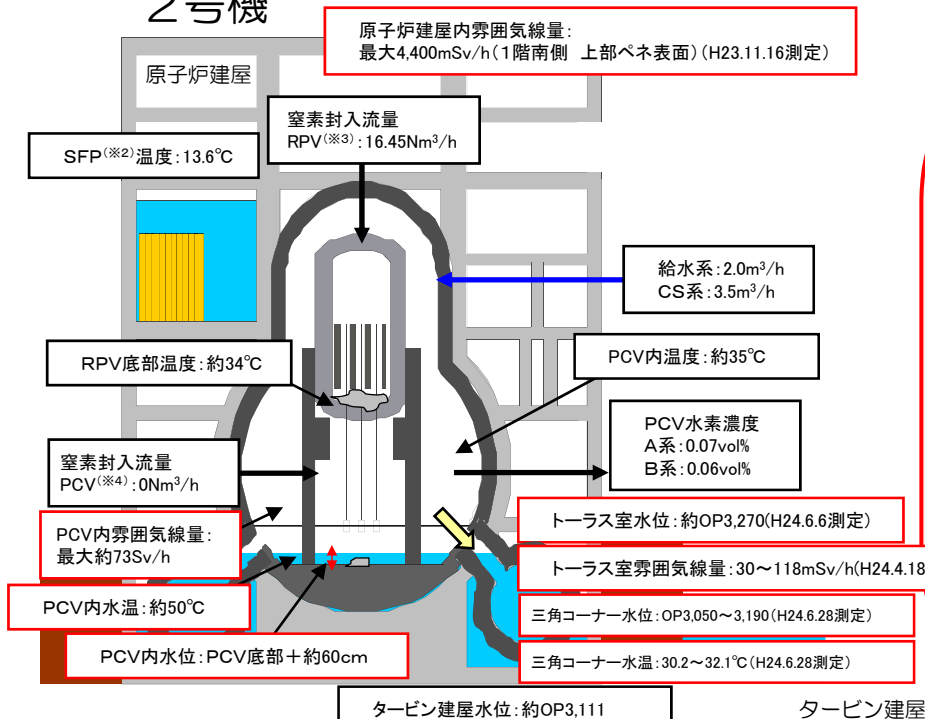 2号機
原子炉建屋内雰囲気線量：
最大4,400mSv/h（1階南側　上部ペネ表面）（H23.11.16測定）
原子炉建屋
窒素封入流量
RPV(※3)：16.45Nm3/h
SFP(※2)温度：13.6℃
給水系：2.0m3/h
CS系：3.5m3/h
RPV底部温度：約34℃
PCV内温度：約35℃
PCV水素濃度
A系：0.07vol%
B系：0.06vol%
窒素封入流量
PCV(※4)：0Nm3/h
PCV内雰囲気線量：
最大約73Sv/h
トーラス室水位：約OP3,270（H24.6.6測定）
トーラス室雰囲気線量：30～118mSv/h（H24.4.18
PCV内水温：約50℃
三角コーナー水位：OP3,050～3,190（H24.6.28測定）
PCV内水位：PCV底部＋約60cm
三角コーナー水温：30.2～32.1℃（H24.6.28測定）
タービン建屋水位：約OP3,111
タービン建屋